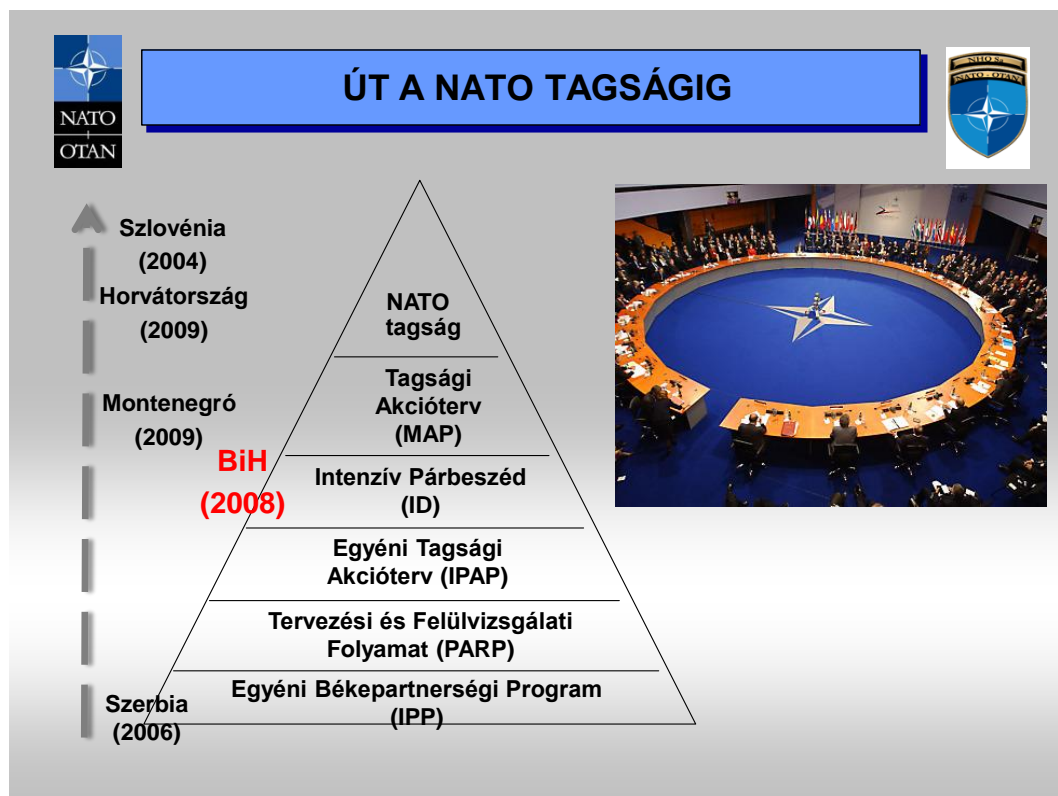 NATO
OTAN
ÚT A NATO TAGSÁGIG
NHQ Sa
NATO - OTAN
Szlovénia
(2004)
Horvátország
(2009)
Montenegró
(2009)
BiH
(2008)
Szerbia
(2006)
NATO
tagság
Tagsági
Akcióterv
(MAP)
Intenzív Párbeszéd
(ID)
Egyéni Tagsági
Akcióterv (IPAP)
Tervezési és Felülvizsgálati
Folyamat (PARP)
Egyéni Békepartnerségi Program
(IPP)